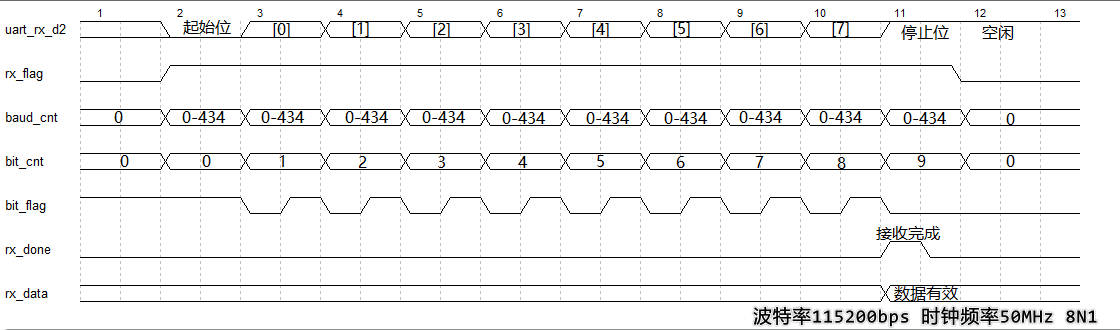 1 2 3 4 5 6 7 8 9 10 11 12 13
uart_rx_d2 起始位 [0] [1] [2] [3] [4] [5] [6] [7] 停止位 空闲
rx_flag
baud_cnt 0 0-434 0-434 0-434 0-434 0-434 0-434 0-434 0-434 0-434 0-434 0
bit_cnt 0 0 1 2 3 4 5 6 7 8 9 0
bit_flag
接收完成
rx_done
rx_data 数据有效
波特率115200bps 时钟频率50MHz 8N1